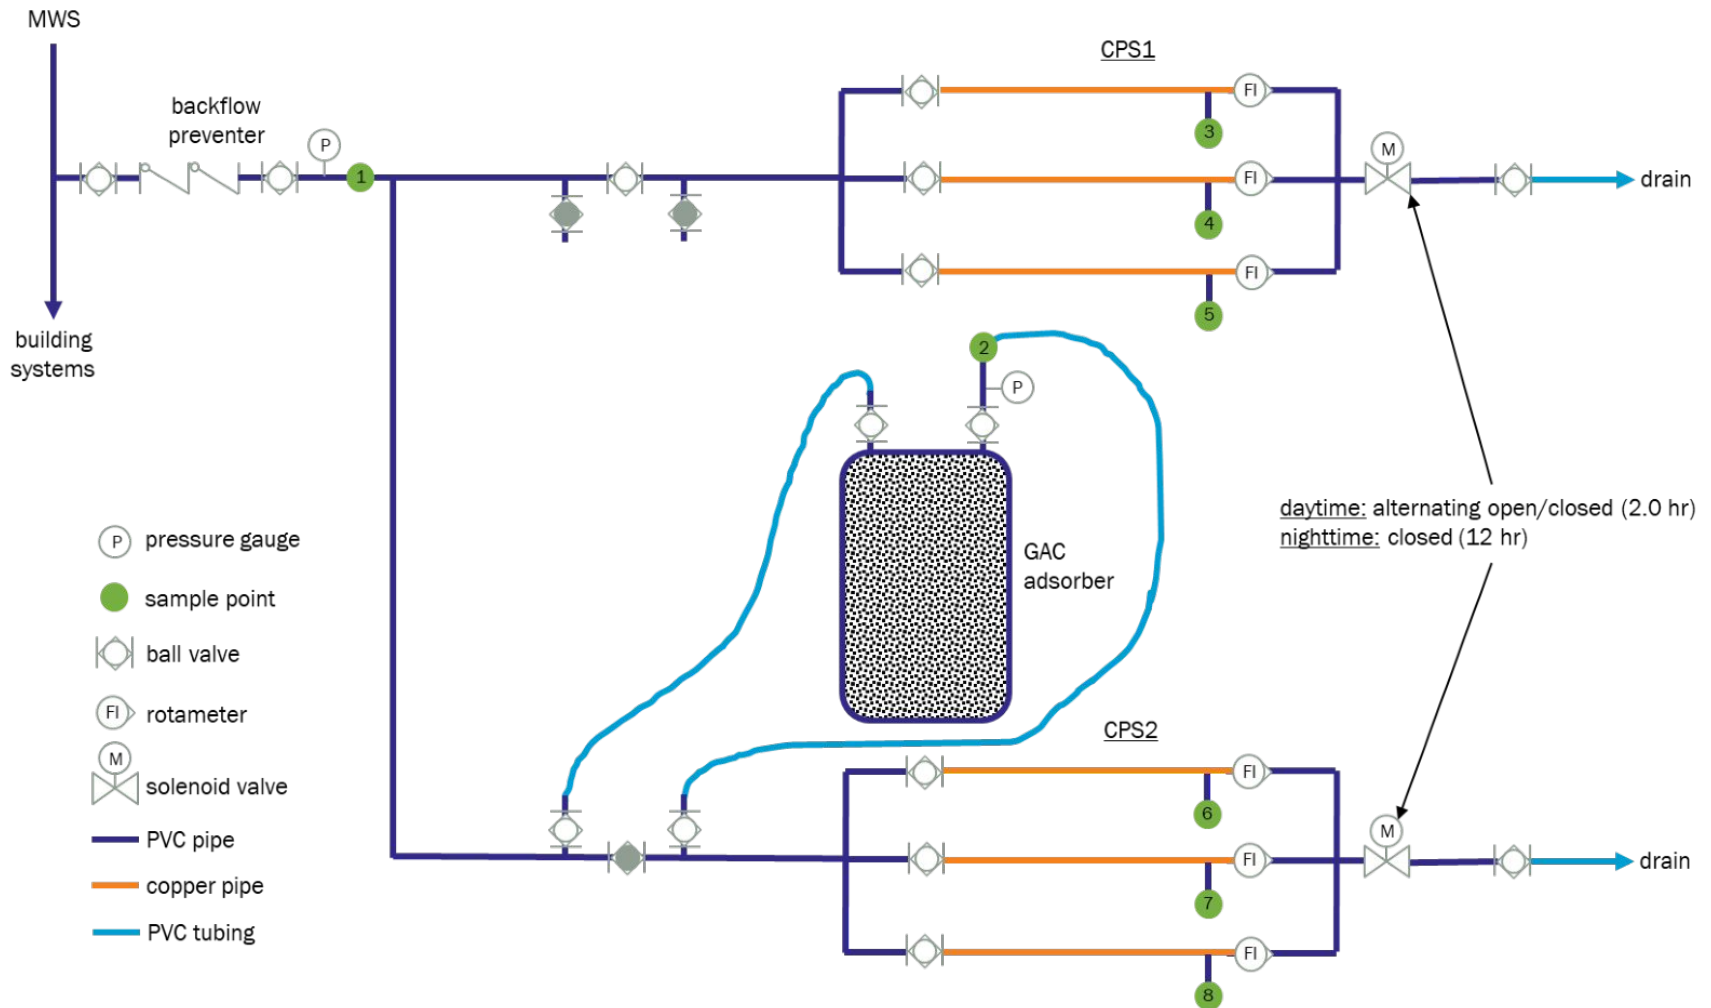 MWS
CPS1
backflow
preventer
FI
P
3
M
1
FI
drain
4
FI
5
building
systems
2
P
daytime: alternating open/closed (2.0 hr)
nighttime: closed (12 hr)
P
pressure gauge
GAC
adsorber
sample point
ball valve
FI
rotameter
CPS2
M
solenoid valve
FI
6
M
PVC pipe
FI
drain
copper pipe
7
PVC tubing
FI
8